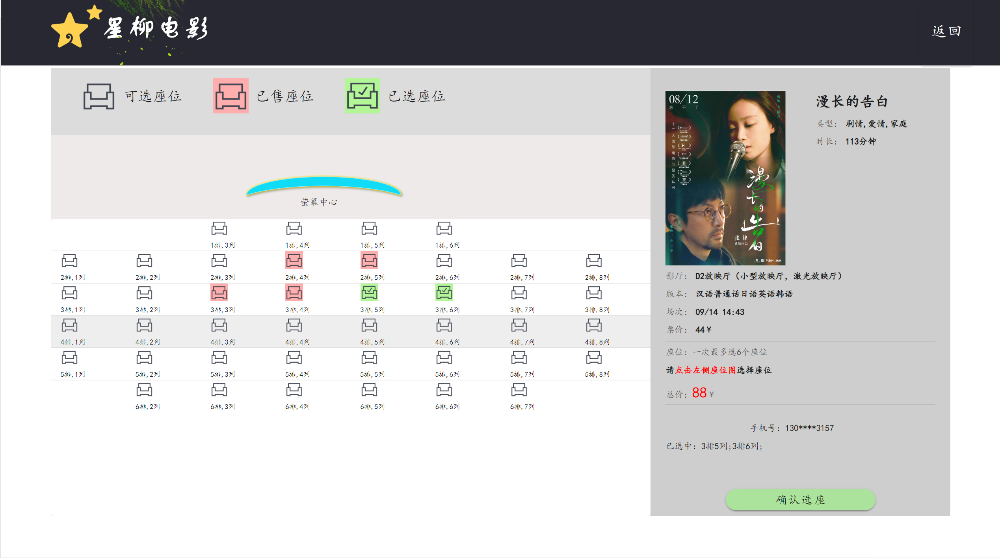 星柳电影
返回
可选座位 已售座位 已选座位
萤幕中心
1排,3列 1排,4列 1排,5列 1排,6列
2排,1列 2排,2列 2排,3列 2排,4列 2排,5列 2排,6列 2排,7列 2排,8列
3排,1列 3排,2列 3排,3列 3排,4列 3排,5列 3排,6列 3排,7列 3排,8列
4排,1列 4排,2列 4排,3列 4排,4列 4排,5列 4排,6列 4排,7列 4排,8列
5排,1列 5排,2列 5排,3列 5排,4列 5排,5列 5排,6列 5排,7列 5排,8列
6排,2列 6排,3列 6排,4列 6排,5列 6排,6列 6排,7列
08/12
忘不了
十二大国际电影节品质认可
漫长的告白
张律
导演作品
漫长的告白
类型： 剧情,爱情,家庭
时长： 113分钟
影厅： D2放映厅（小型放映厅，激光放映厅）
版本： 汉语普通话日语英语韩语
场次： 09/14 14:43
票价： 44￥
座位：一次最多选6个座位
请点击左侧座位图选择座位
总价：88￥
手机号：130****3157
已选中：3排5列;3排6列;
确认选座